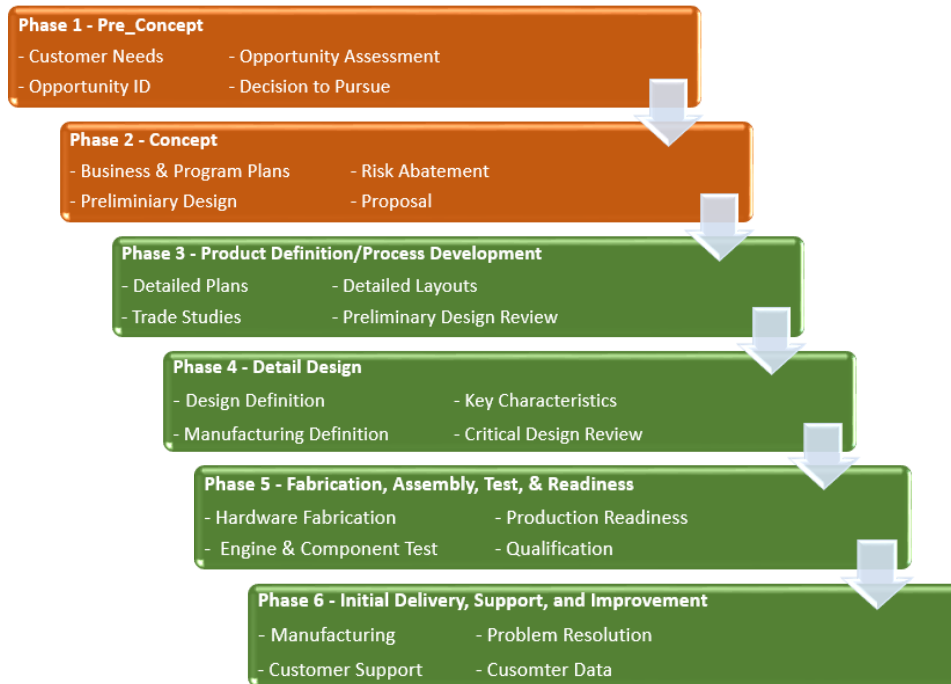 Phase 1 - Pre_Concept
- Customer Needs - Opportunity Assessment
- Opportunity ID - Decision to Pursue
Phase 2 - Concept
- Business & Program Plans - Risk Abatement
- Preliminiary Design - Proposal
Phase 3 - Product Definition/Process Development
- Detailed Plans - Detailed Layouts
- Trade Studies - Preliminary Design Review
Phase 4 - Detail Design
- Design Definition - Key Characteristics
- Manufacturing Definition - Critical Design Review
Phase 5 - Fabrication, Assembly, Test, & Readiness
- Hardware Fabrication - Production Readiness
- Engine & Component Test - Qualification
Phase 6 - Initial Delivery, Support, and Improvement
- Manufacturing - Problem Resolution
- Customer Support - Cusomter Data